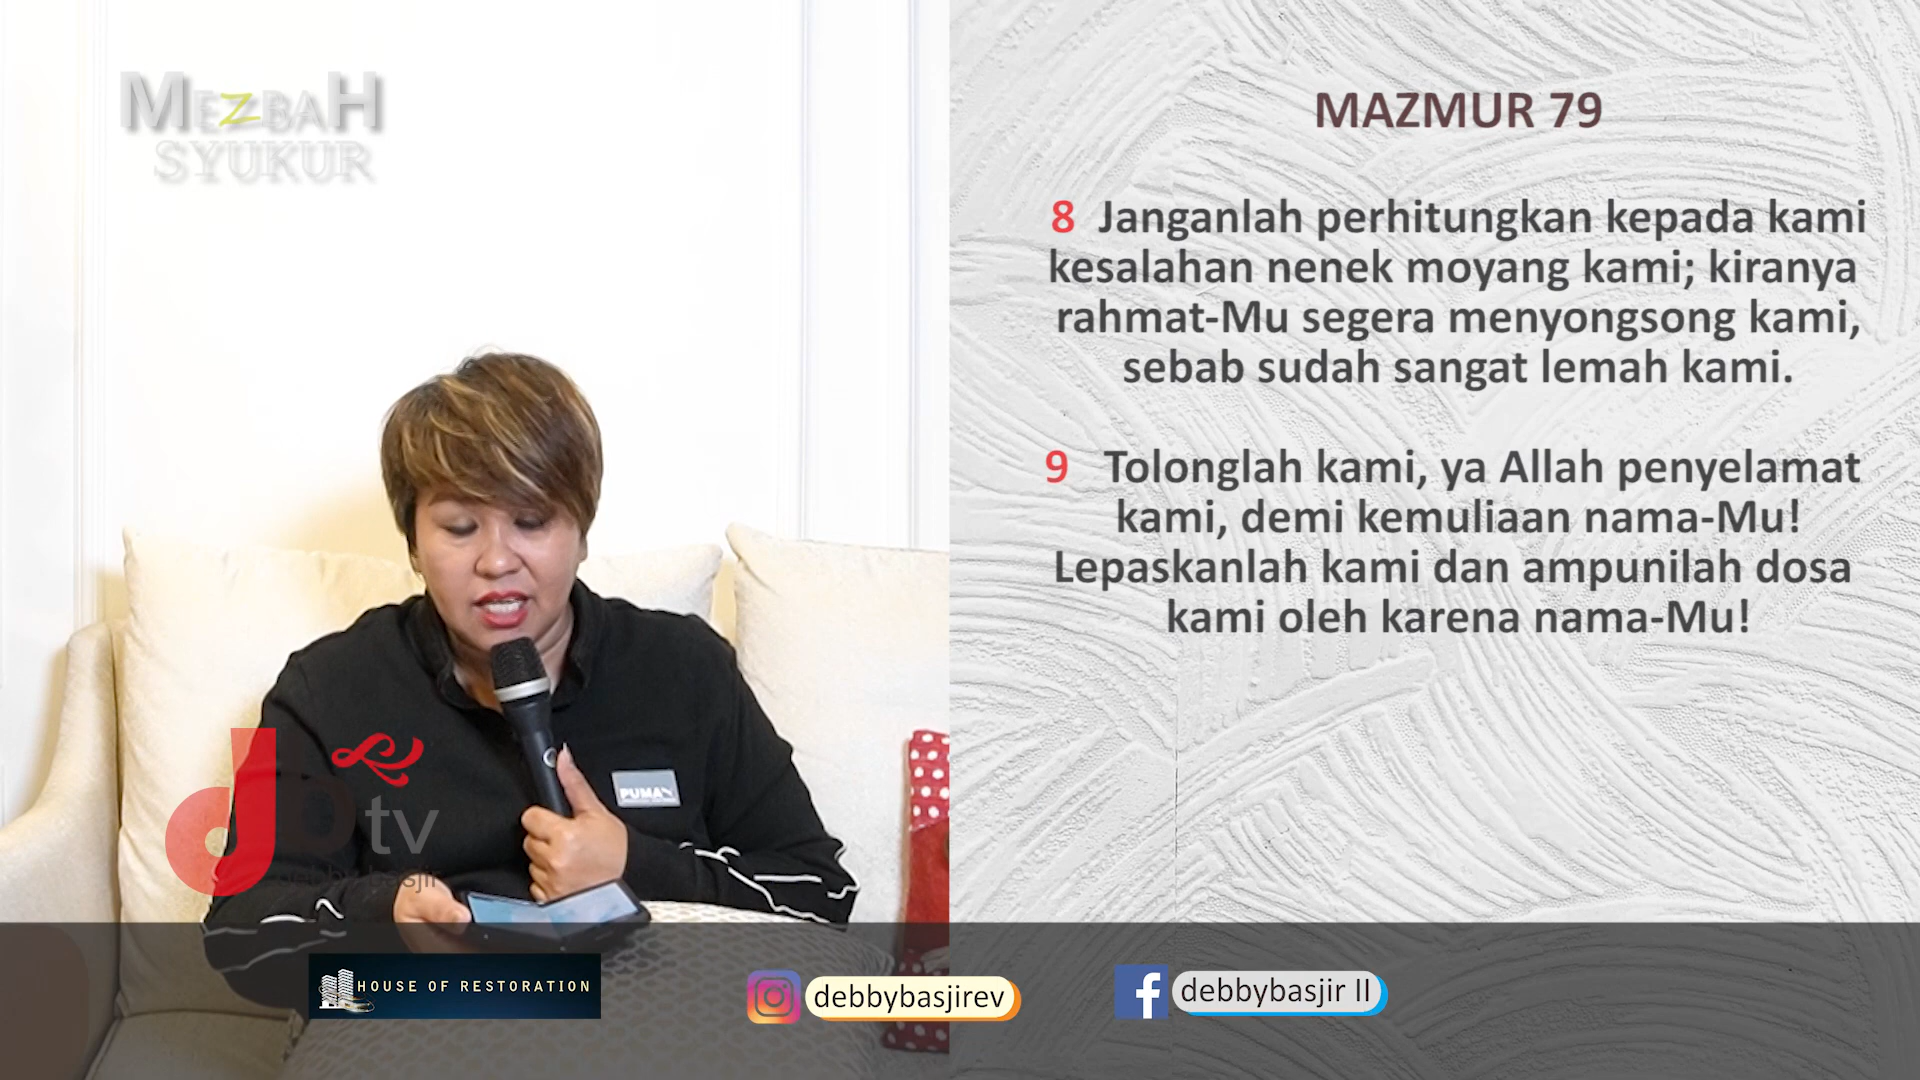 MEZBAH
SYUKUR
MAZMUR 79
8 Janganlah perhitungkan kepada kami
kesalahan nenek moyang kami; kiranya
rahmat-Mu segera menyongsong kami,
sebab sudah sangat lemah kami.
9 Tolonglah kami, ya Allah penyelamat
kami, demi kemuliaan nama-Mu!
Lepaskanlah kami dan ampunilah dosa
kami oleh karena nama-Mu!
PUMA
db tv
debby basjir
HOUSE OF RESTORATION
debbybasjirev
debbybasjir II